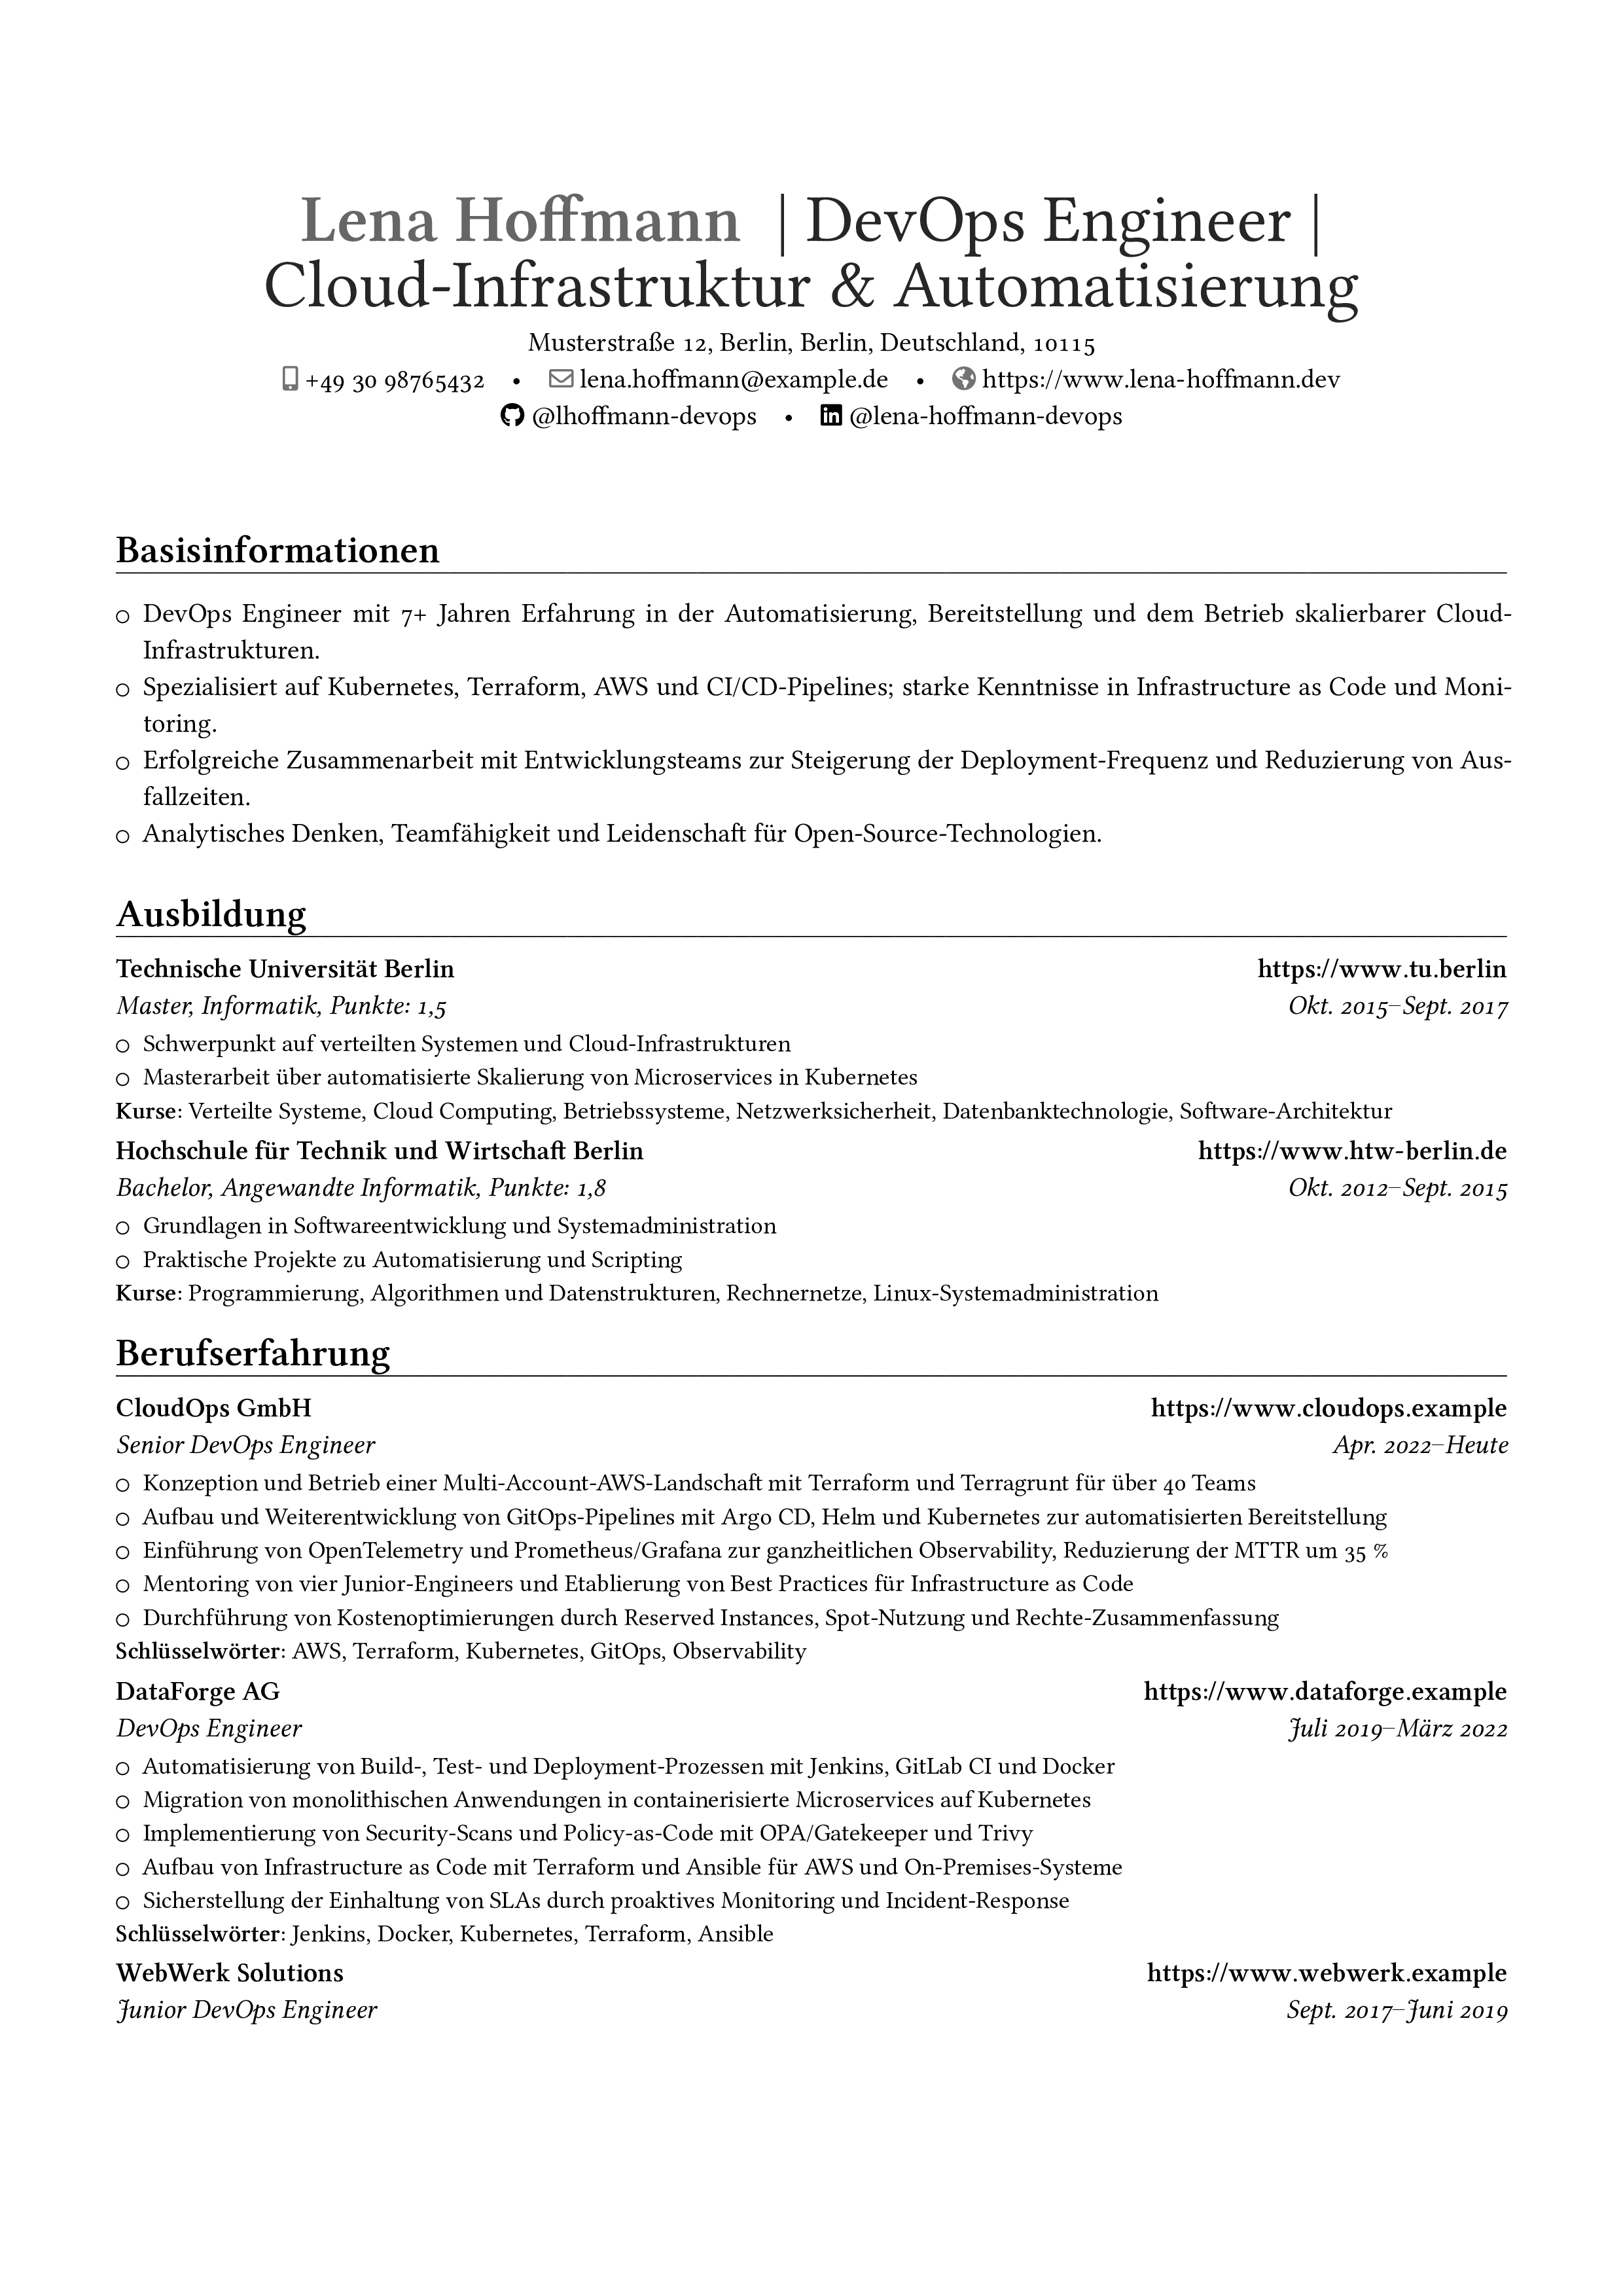 Lena Hoffmann | DevOps Engineer |
Cloud-Infrastruktur & Automatisierung
Musterstraße 12, Berlin, Berlin, Deutschland, 10115
+49 30 98765432 • lena.hoffmann@example.de • https://www.lena-hoffmann.dev
@lhoffmann-devops • @lena-hoffmann-devops
Basisinformationen
○ DevOps Engineer mit 7+ Jahren Erfahrung in der Automatisierung, Bereitstellung und dem Betrieb skalierbarer Cloud-
Infrastrukturen.
○ Spezialisiert auf Kubernetes, Terraform, AWS und CI/CD-Pipelines; starke Kenntnisse in Infrastructure as Code und Moni-
toring.
○ Erfolgreiche Zusammenarbeit mit Entwicklungsteams zur Steigerung der Deployment-Frequenz und Reduzierung von Aus-
fallzeiten.
○ Analytisches Denken, Teamfähigkeit und Leidenschaft für Open-Source-Technologien.
Ausbildung
Technische Universität Berlin https://www.tu.berlin
Master, Informatik, Punkte: 1,5 Okt. 2015–Sept. 2017
○ Schwerpunkt auf verteilten Systemen und Cloud-Infrastrukturen
○ Masterarbeit über automatisierte Skalierung von Microservices in Kubernetes
Kurse: Verteilte Systeme, Cloud Computing, Betriebssysteme, Netzwerksicherheit, Datenbanktechnologie, Software-Architektur
Hochschule für Technik und Wirtschaft Berlin https://www.htw-berlin.de
Bachelor, Angewandte Informatik, Punkte: 1,8 Okt. 2012–Sept. 2015
○ Grundlagen in Softwareentwicklung und Systemadministration
○ Praktische Projekte zu Automatisierung und Scripting
Kurse: Programmierung, Algorithmen und Datenstrukturen, Rechnernetze, Linux-Systemadministration
Berufserfahrung
CloudOps GmbH https://www.cloudops.example
Senior DevOps Engineer Apr. 2022–Heute
○ Konzeption und Betrieb einer Multi-Account-AWS-Landschaft mit Terraform und Terragrunt für über 40 Teams
○ Aufbau und Weiterentwicklung von GitOps-Pipelines mit Argo CD, Helm und Kubernetes zur automatisierten Bereitstellung
○ Einführung von OpenTelemetry und Prometheus/Grafana zur ganzheitlichen Observability, Reduzierung der MTTR um 35 %
○ Mentoring von vier Junior-Engineers und Etablierung von Best Practices für Infrastructure as Code
○ Durchführung von Kostenoptimierungen durch Reserved Instances, Spot-Nutzung und Rechte-Zusammenfassung
Schlüsselwörter: AWS, Terraform, Kubernetes, GitOps, Observability
DataForge AG https://www.dataforge.example
DevOps Engineer Juli 2019–März 2022
○ Automatisierung von Build-, Test- und Deployment-Prozessen mit Jenkins, GitLab CI und Docker
○ Migration von monolithischen Anwendungen in containerisierte Microservices auf Kubernetes
○ Implementierung von Security-Scans und Policy-as-Code mit OPA/Gatekeeper und Trivy
○ Aufbau von Infrastructure as Code mit Terraform und Ansible für AWS und On-Premises-Systeme
○ Sicherstellung der Einhaltung von SLAs durch proaktives Monitoring und Incident-Response
Schlüsselwörter: Jenkins, Docker, Kubernetes, Terraform, Ansible
WebWerk Solutions https://www.webwerk.example
Junior DevOps Engineer Sept. 2017–Juni 2019